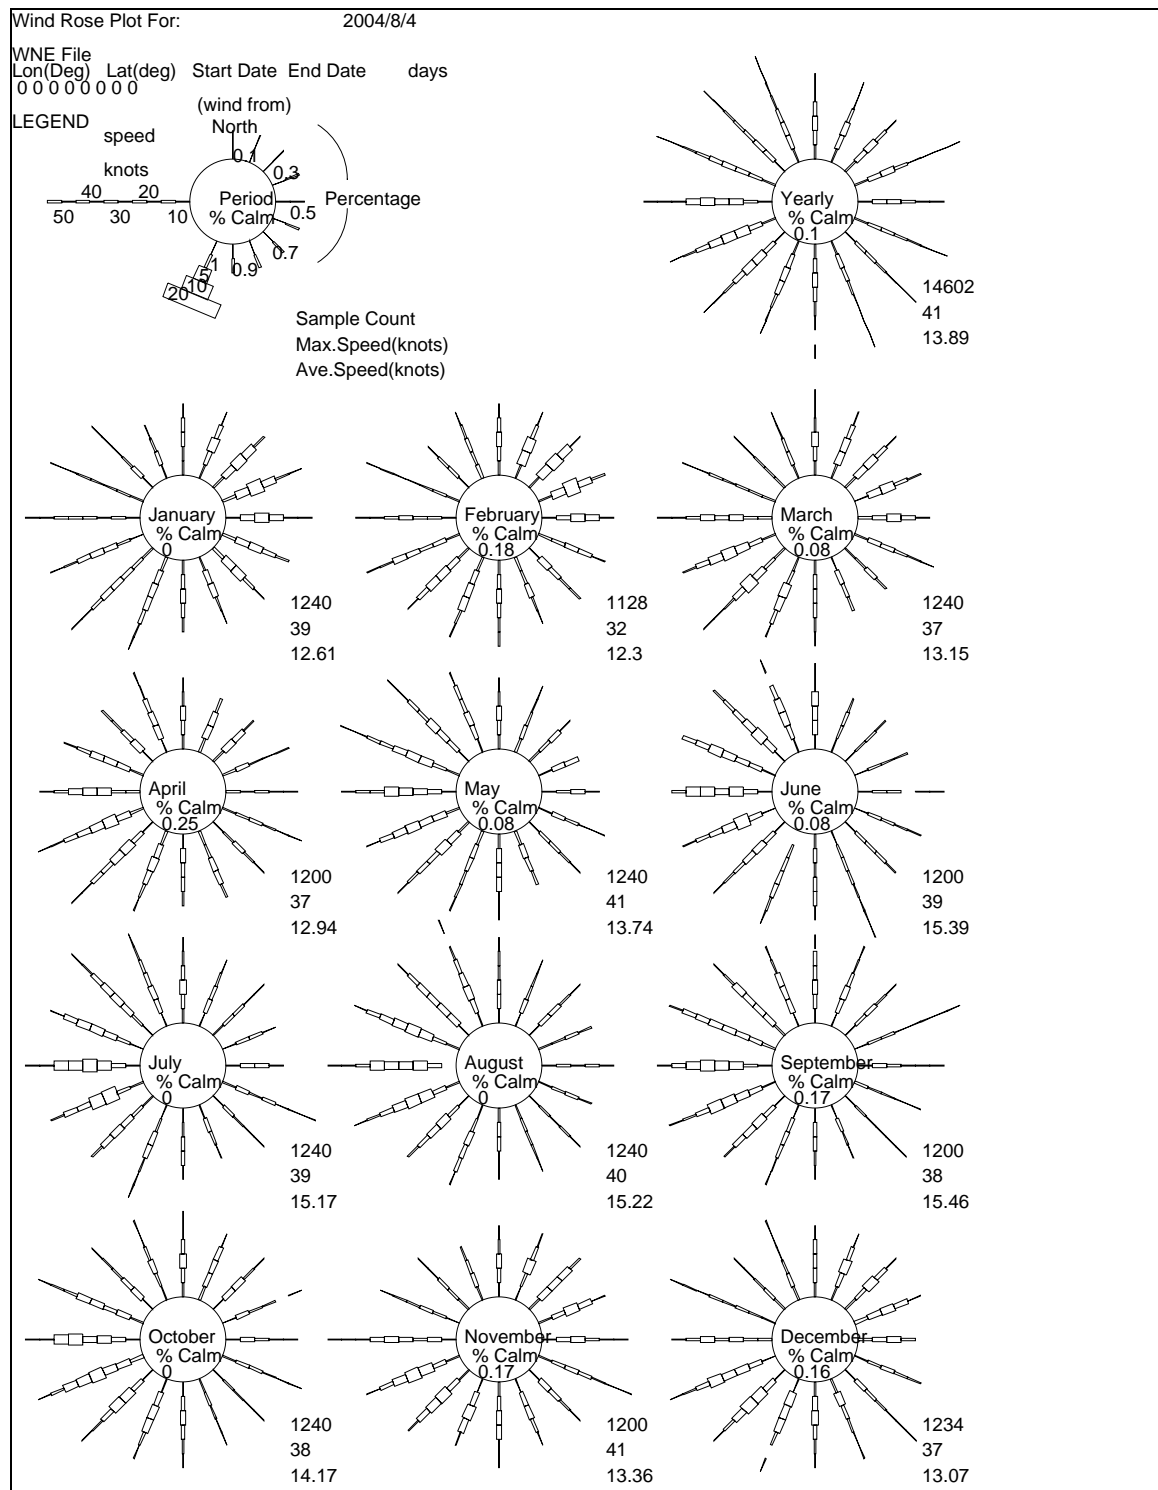 Wind Rose Plot For: 2004/8/4
WNE File
Lon(Deg) Lat(deg) Start Date End Date days
0 0 0 0 0 0 0 0
LEGEND
speed
knots
40 20
50 30 10
(wind from)
North
0.1
0.3
0.5
0.7
0.9
1
5
10
20
Period
% Calm
Percentage
Sample Count
Max.Speed(knots)
Ave.Speed(knots)
Yearly
% Calm
0.1
14602
41
13.89
January
% Calm
0
1240
39
12.61
February
% Calm
0.18
1128
32
12.3
March
% Calm
0.08
1240
37
13.15
April
% Calm
0.25
1200
37
12.94
May
% Calm
0.08
1240
41
13.74
June
% Calm
0.08
1200
39
15.39
July
% Calm
0
1240
39
15.17
August
% Calm
0
1240
40
15.22
September
% Calm
0.17
1200
38
15.46
October
% Calm
0
1240
38
14.17
November
% Calm
0.17
1200
41
13.36
December
% Calm
0.16
1234
37
13.07